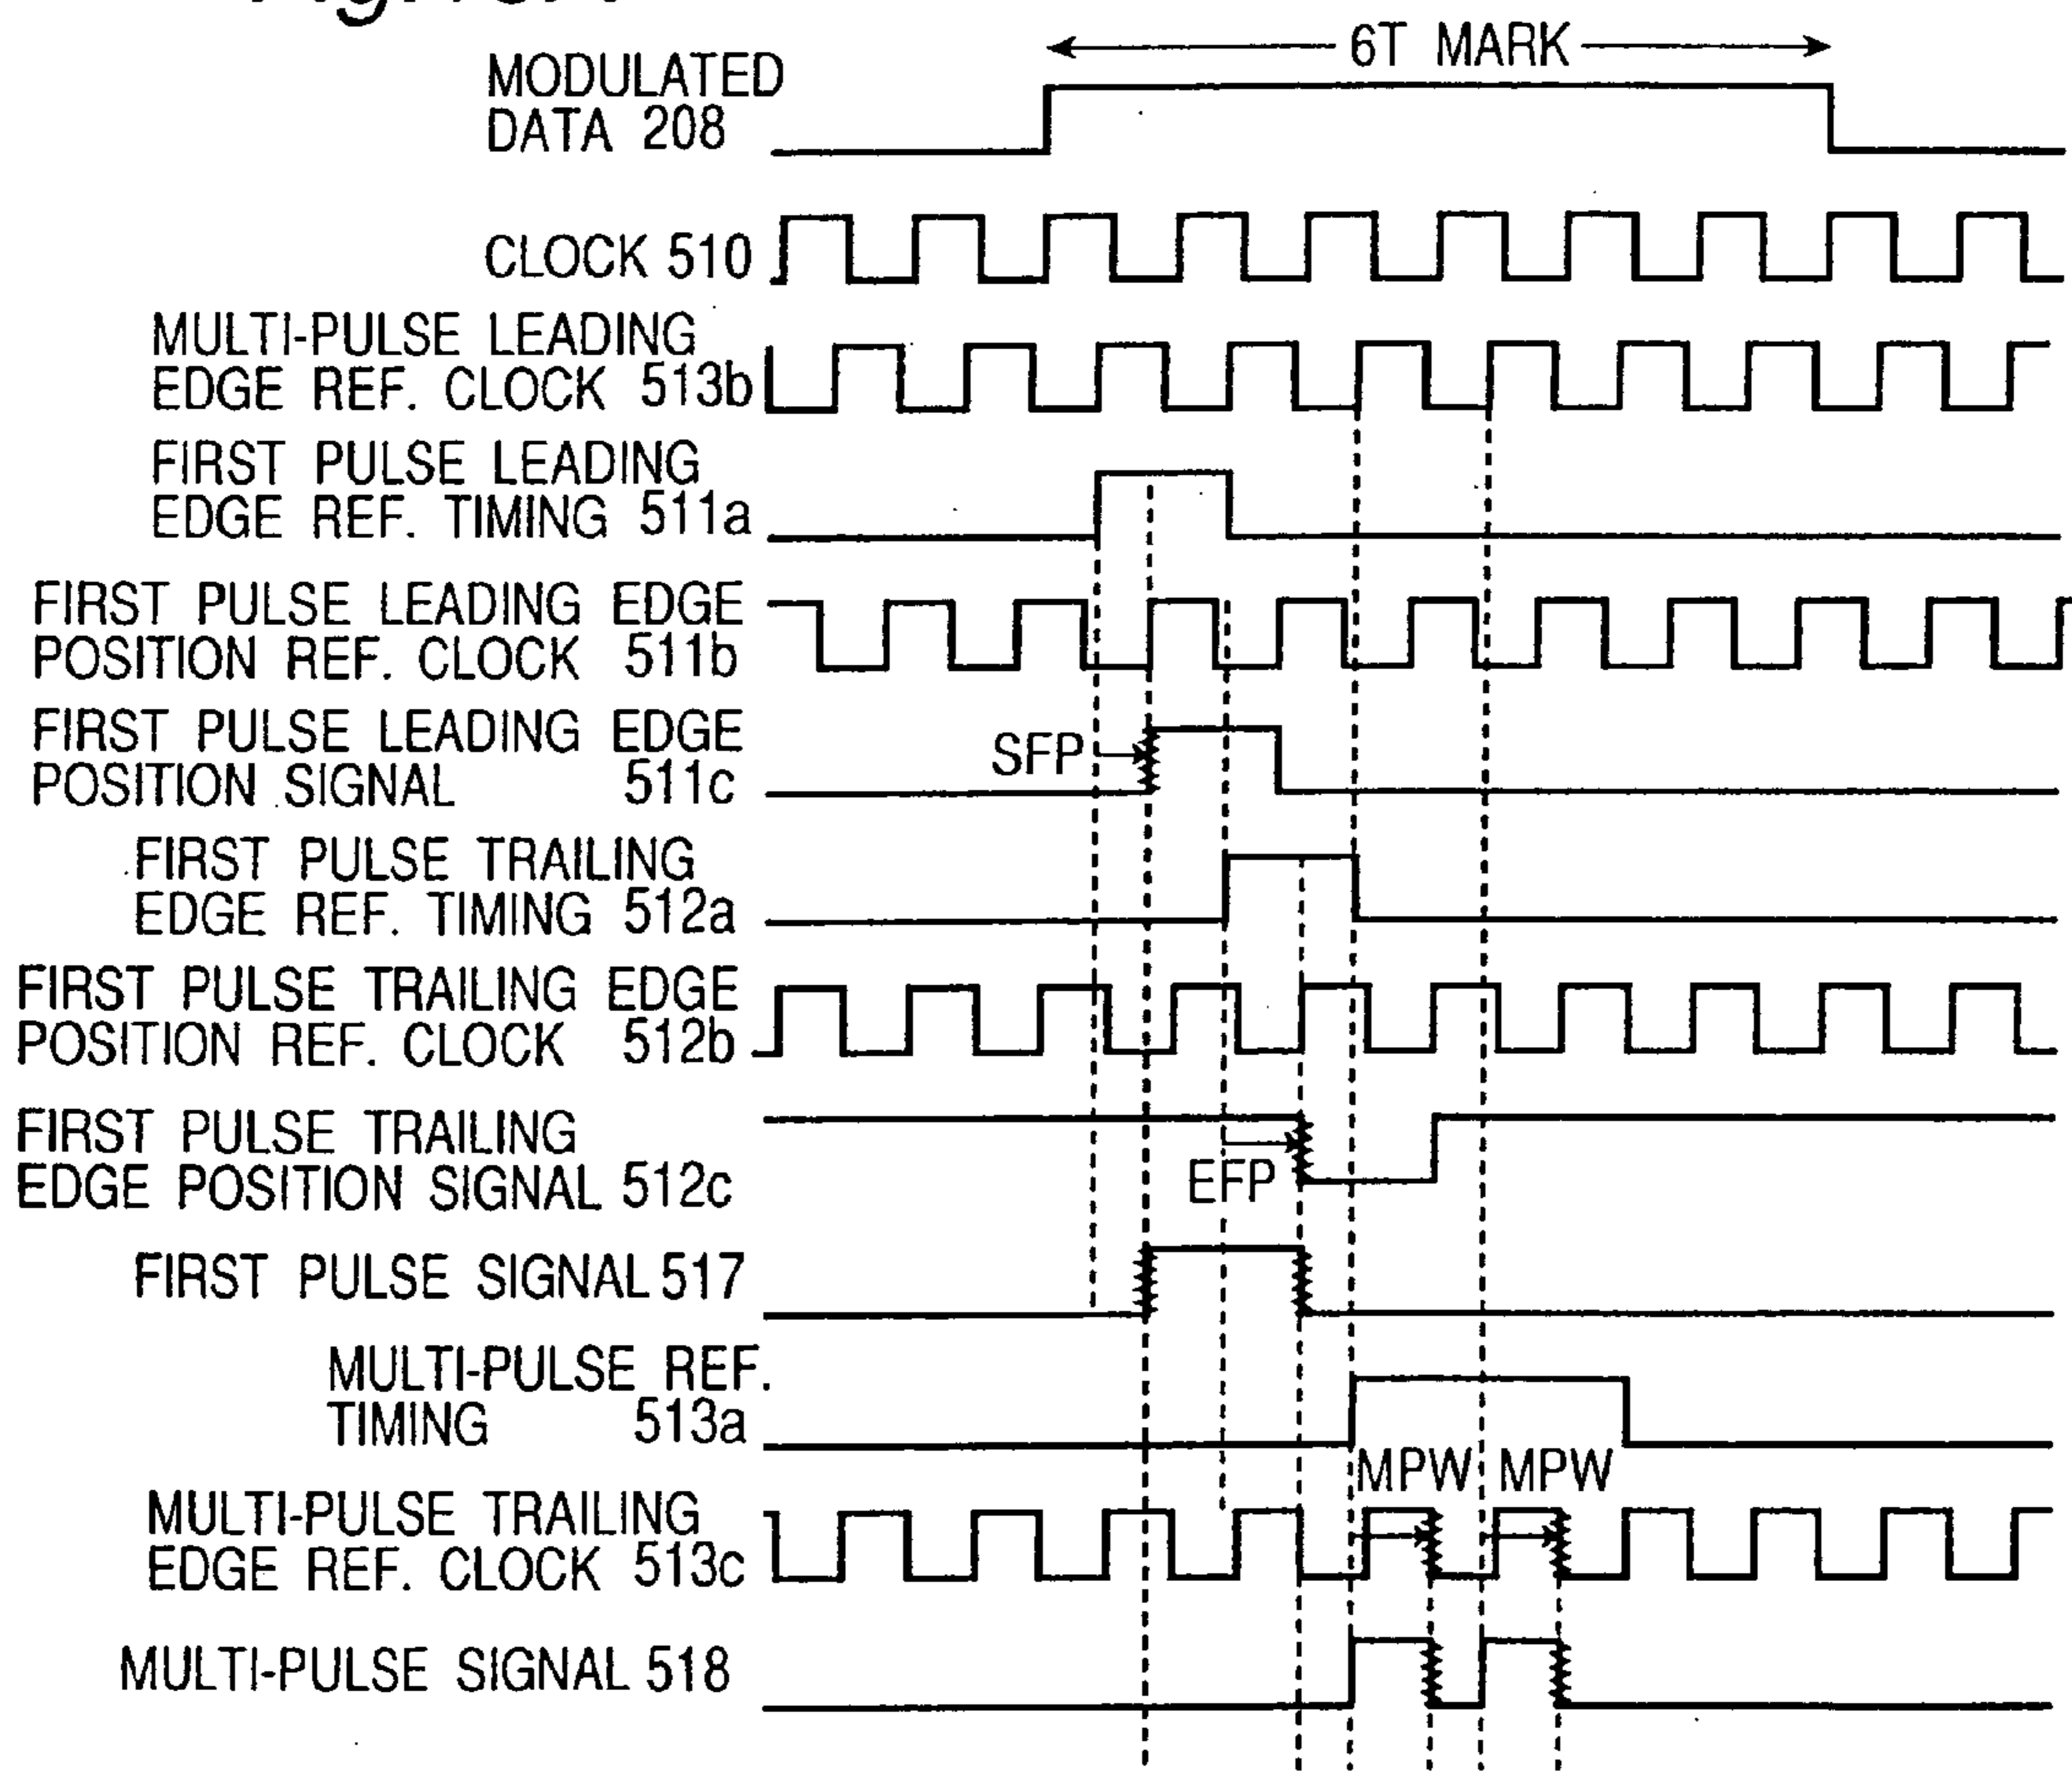 6T MARK
MODULATED
DATA 208
CLOCK 510
MULTI-PULSE LEADING
EDGE REF. CLOCK 513b
FIRST PULSE LEADING
EDGE REF. TIMING 511a
FIRST PULSE LEADING EDGE
POSITION REF. CLOCK 511b
FIRST PULSE LEADING EDGE
POSITION SIGNAL 511c
SFP
FIRST PULSE TRAILING
EDGE REF. TIMING 512a
FIRST PULSE TRAILING EDGE
POSITION REF. CLOCK 512b
FIRST PULSE TRAILING
EDGE POSITION SIGNAL 512c
EFP
FIRST PULSE SIGNAL 517
MULTI-PULSE REF.
TIMING 513a
MPW MPW
MULTI-PULSE TRAILING
EDGE REF. CLOCK 513c
MULTI-PULSE SIGNAL 518